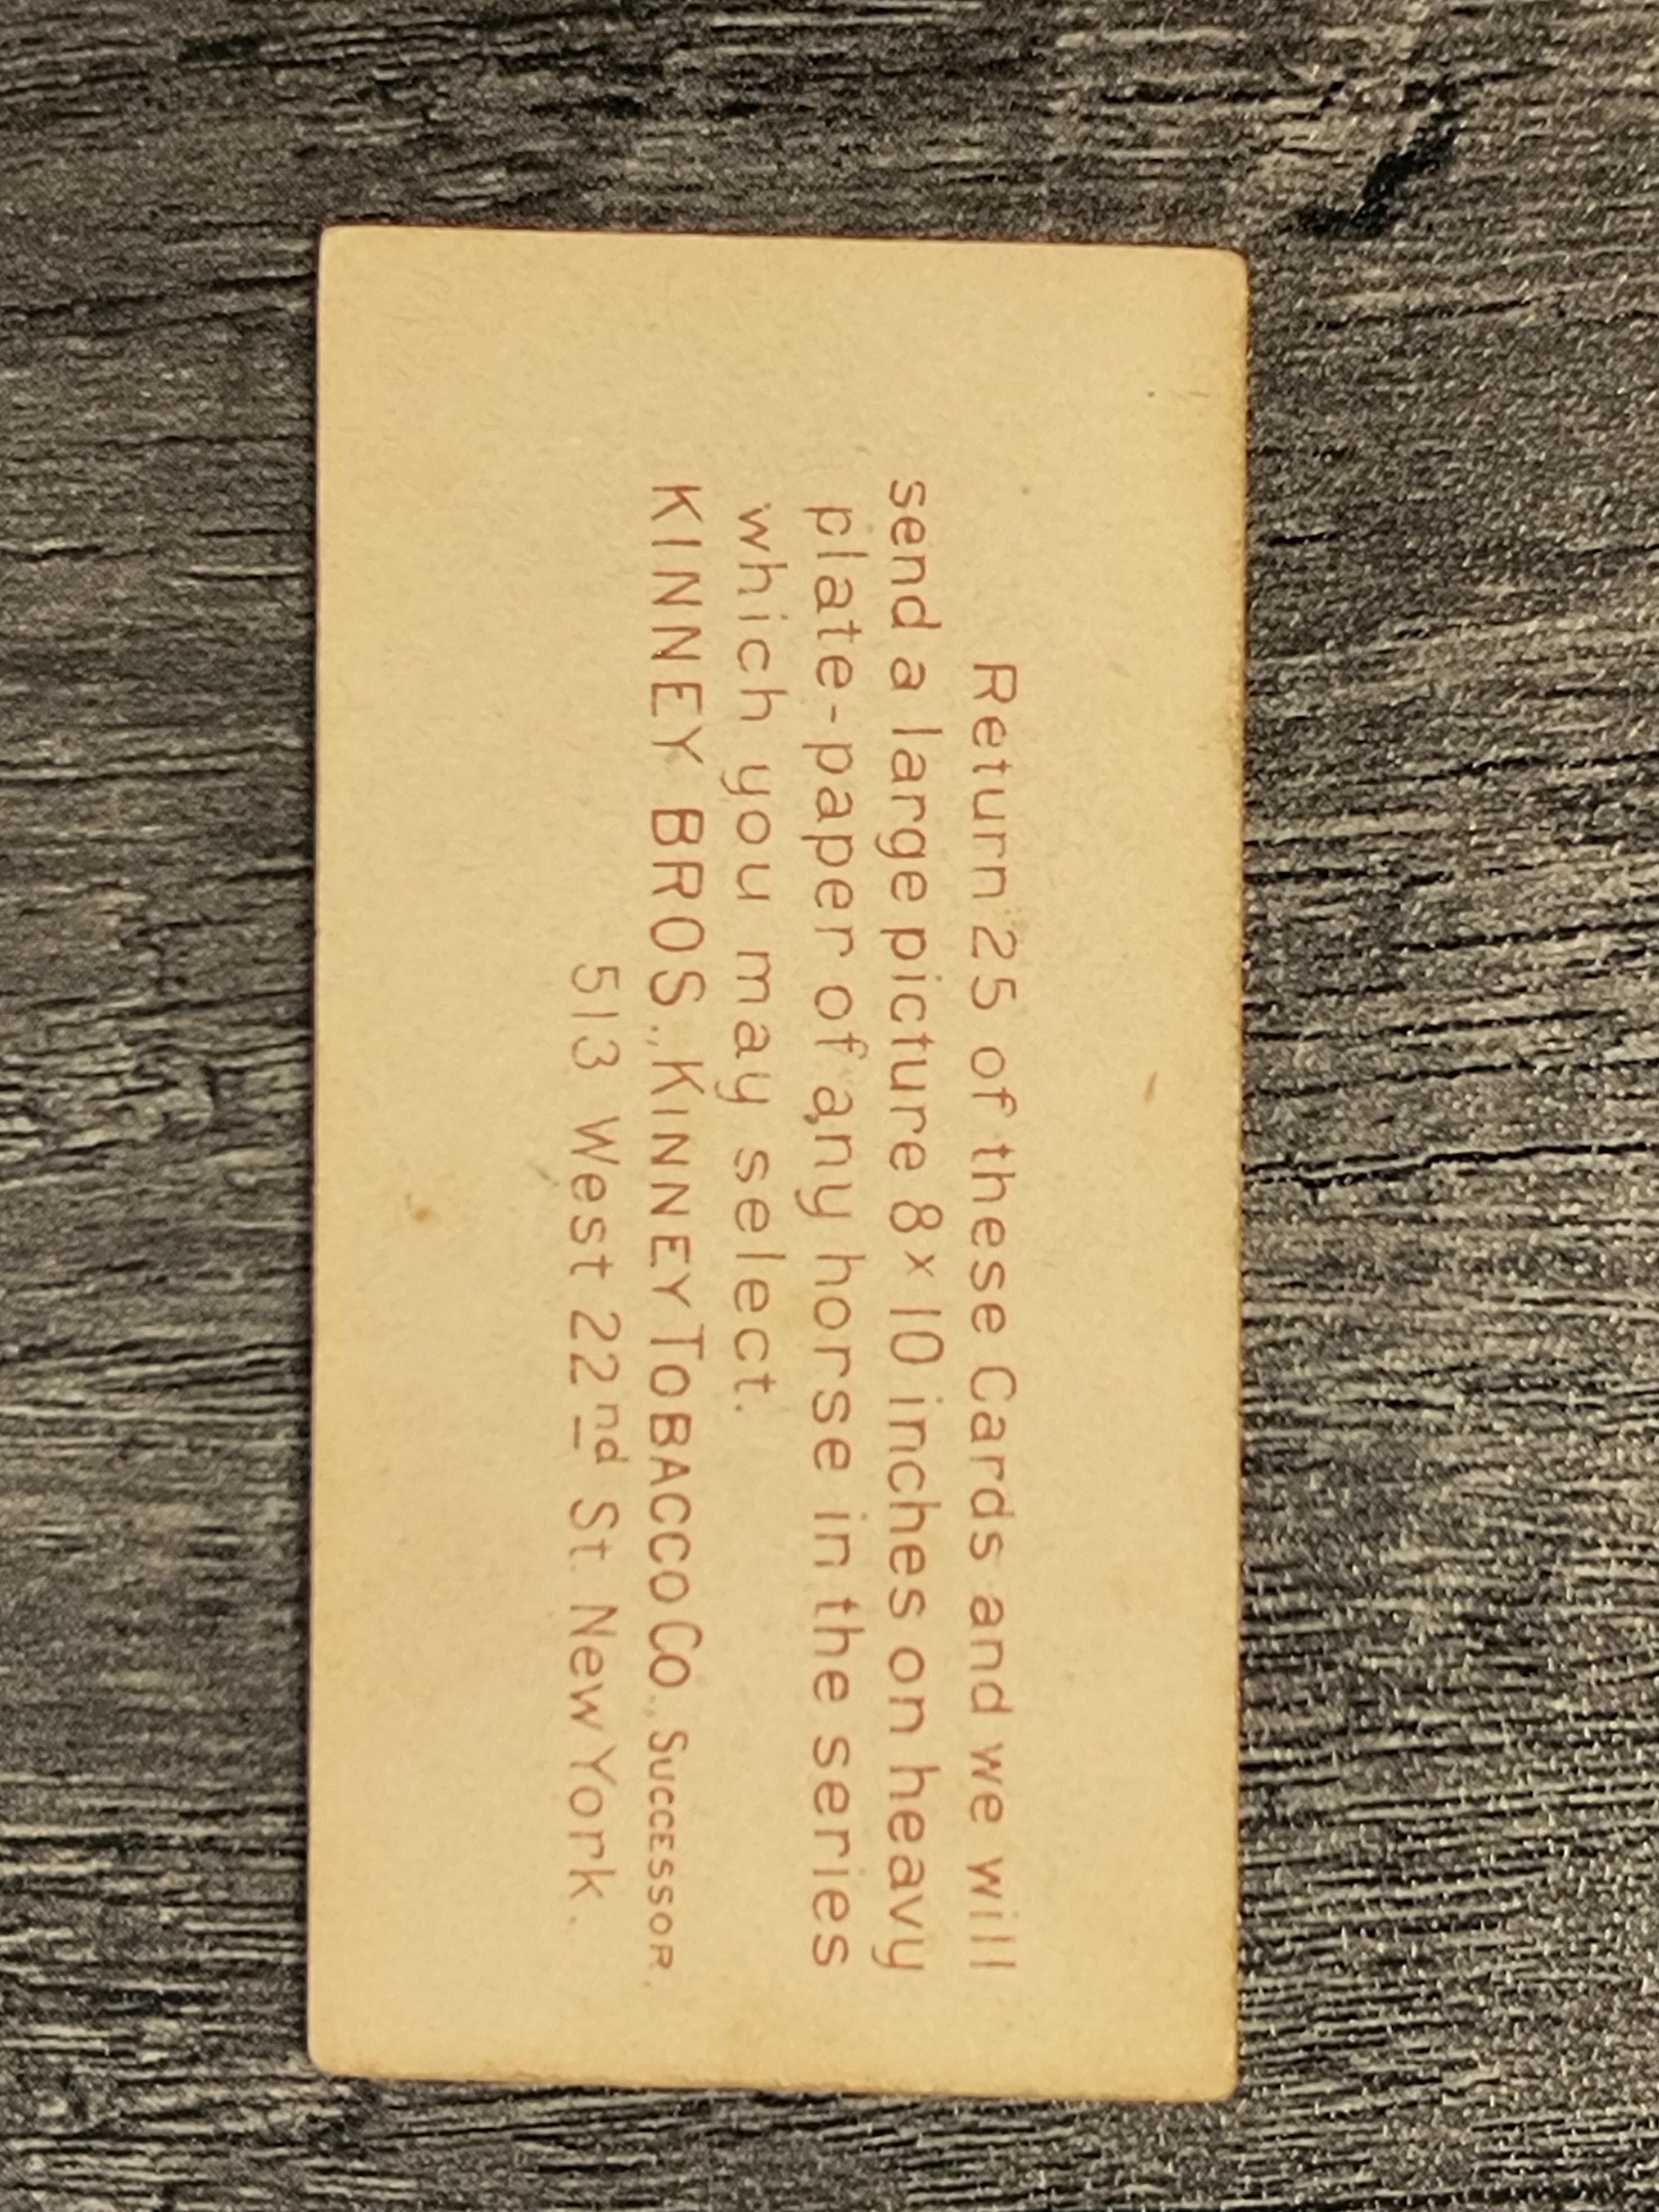 Return 25 of these Cards and we will
send a large picture 8 x 10 inches on heavy
plate-paper of any horse in the series
which you may select.
KINNEY BROS., KINNEY TOBACCO CO., SUCCESSOR,
513 West 22nd St. New York.